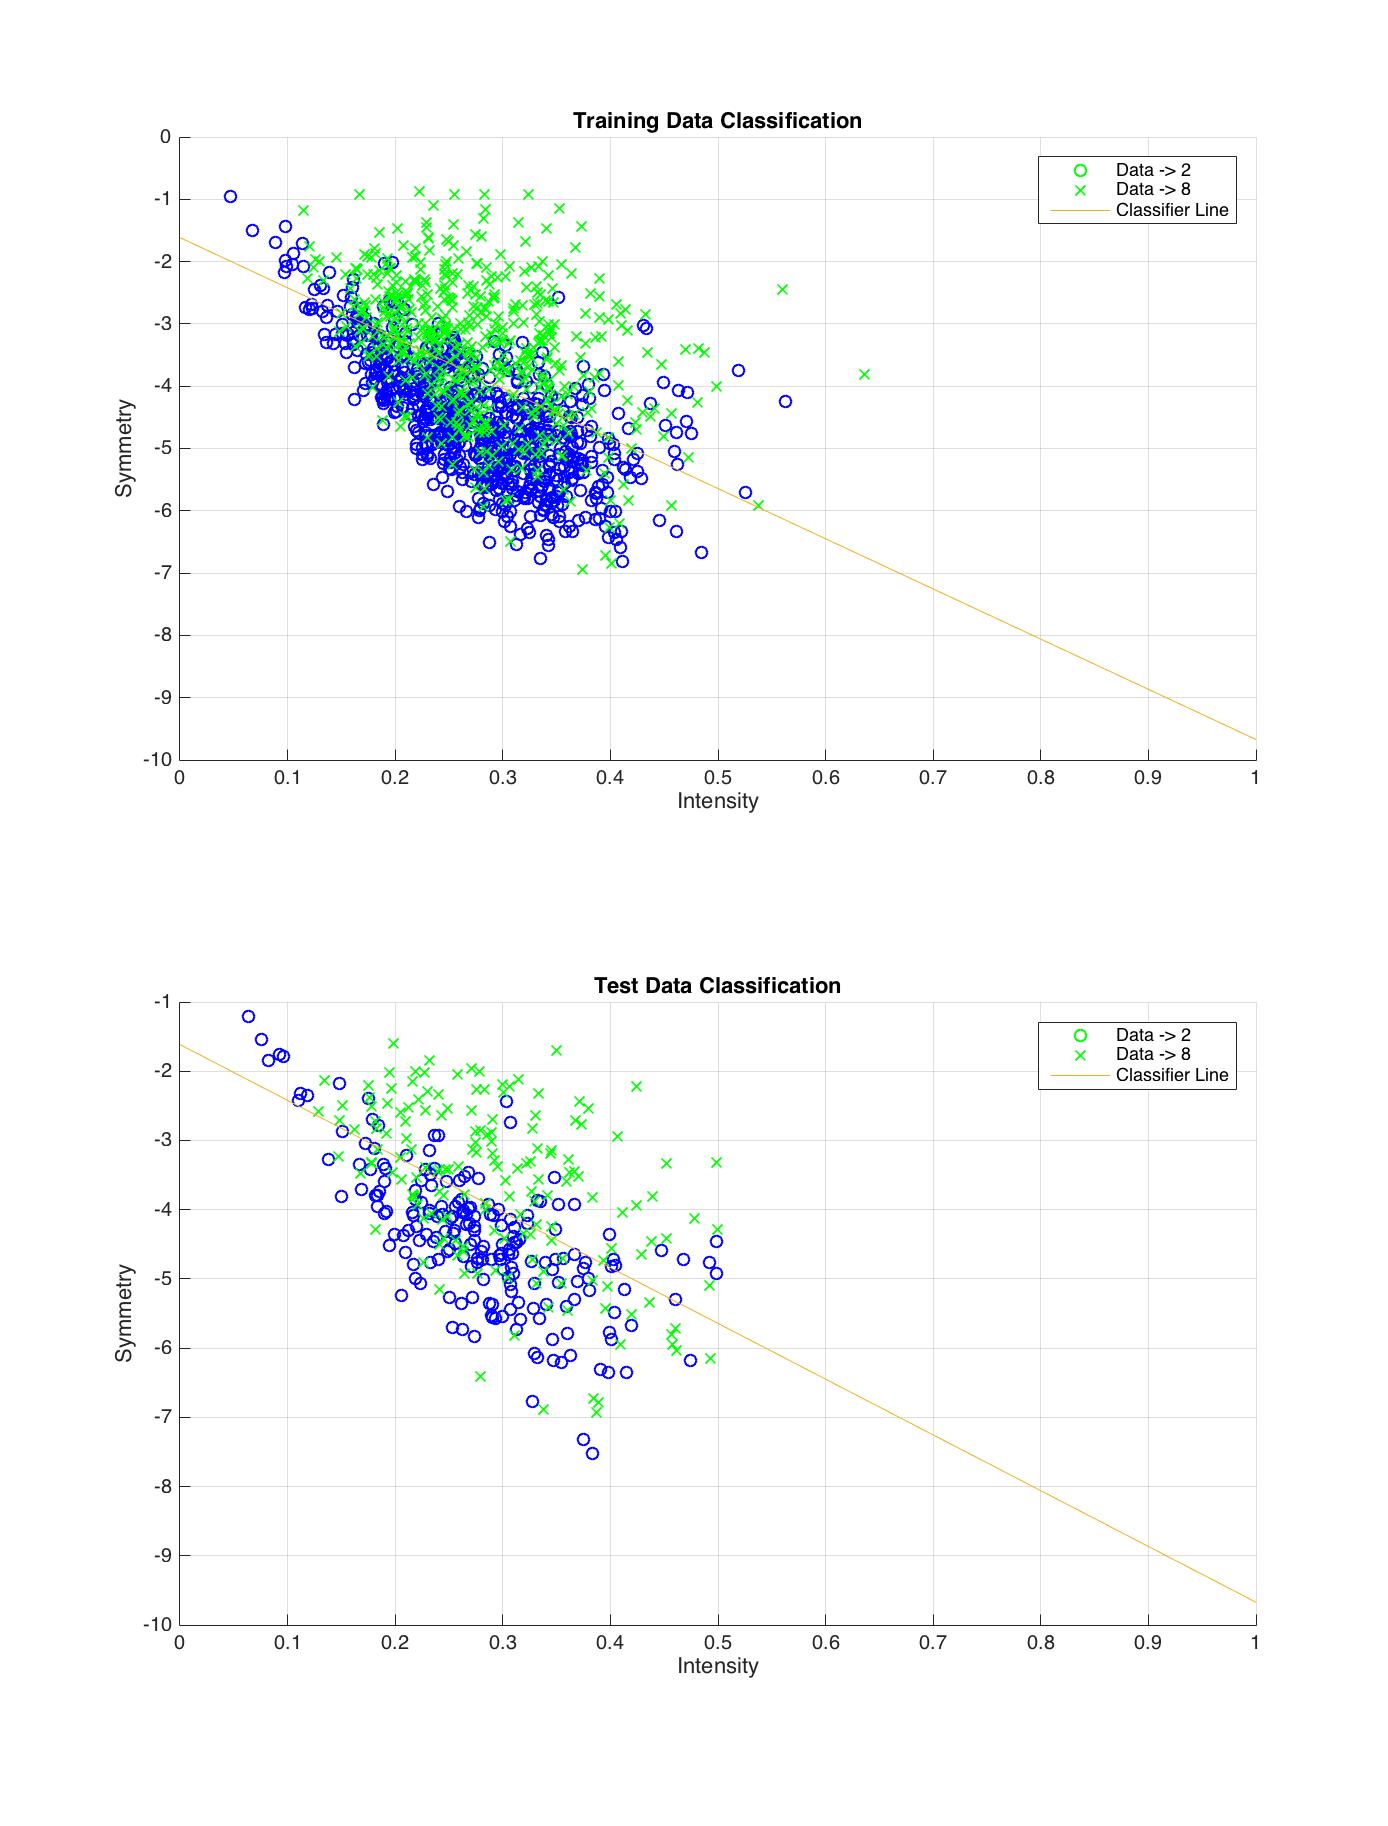 Training Data Classification
0
-1
-2
-3
-4
-5
-6
-7
-8
-9
-10
Symmetry
Data -> 2
Data -> 8
Classifier Line
0 0.1 0.2 0.3 0.4 0.5 0.6 0.7 0.8 0.9 1
Intensity
Test Data Classification
-1
-2
-3
-4
-5
-6
-7
-8
-9
-10
Symmetry
Data -> 2
Data -> 8
Classifier Line
0 0.1 0.2 0.3 0.4 0.5 0.6 0.7 0.8 0.9 1
Intensity